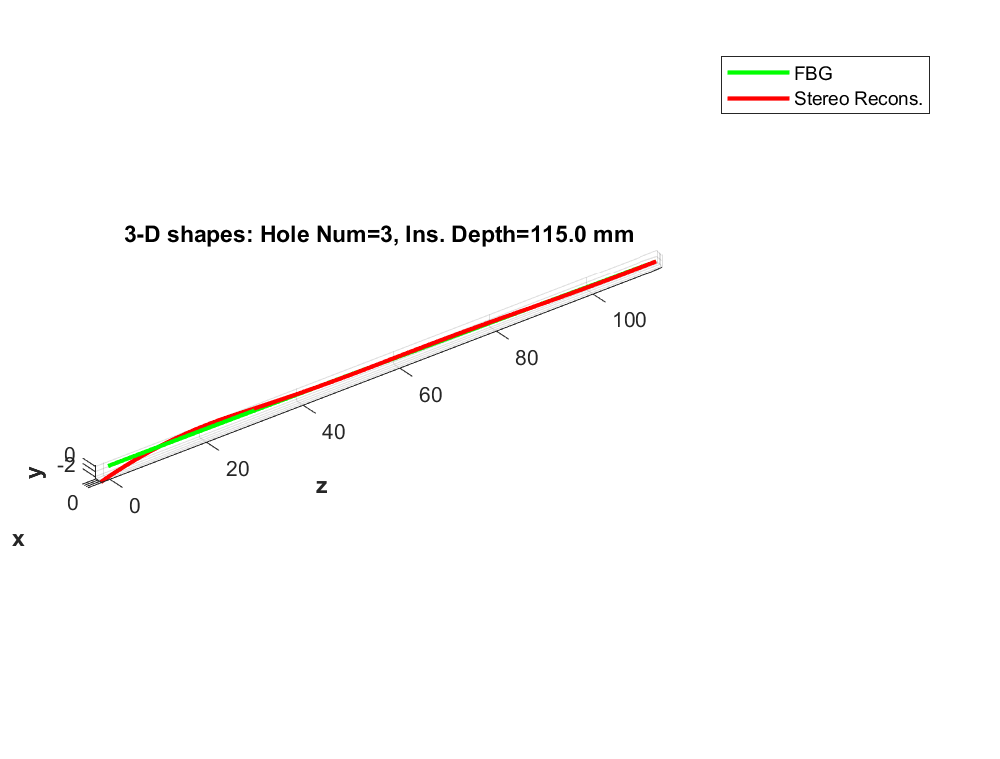 FBG
Stereo Recons.
3-D shapes: Hole Num=3, Ins. Depth=115.0 mm
100
80
60
40
20
0
z
0
-2
y
0
x